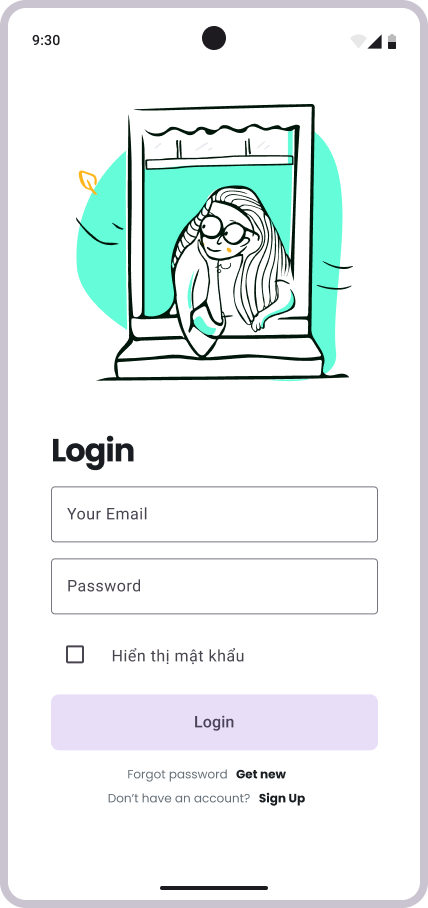 9:30
Login
Your Email
Password
Hiển thị mật khẩu
Login
Forgot password Get new
Don't have an account? Sign Up